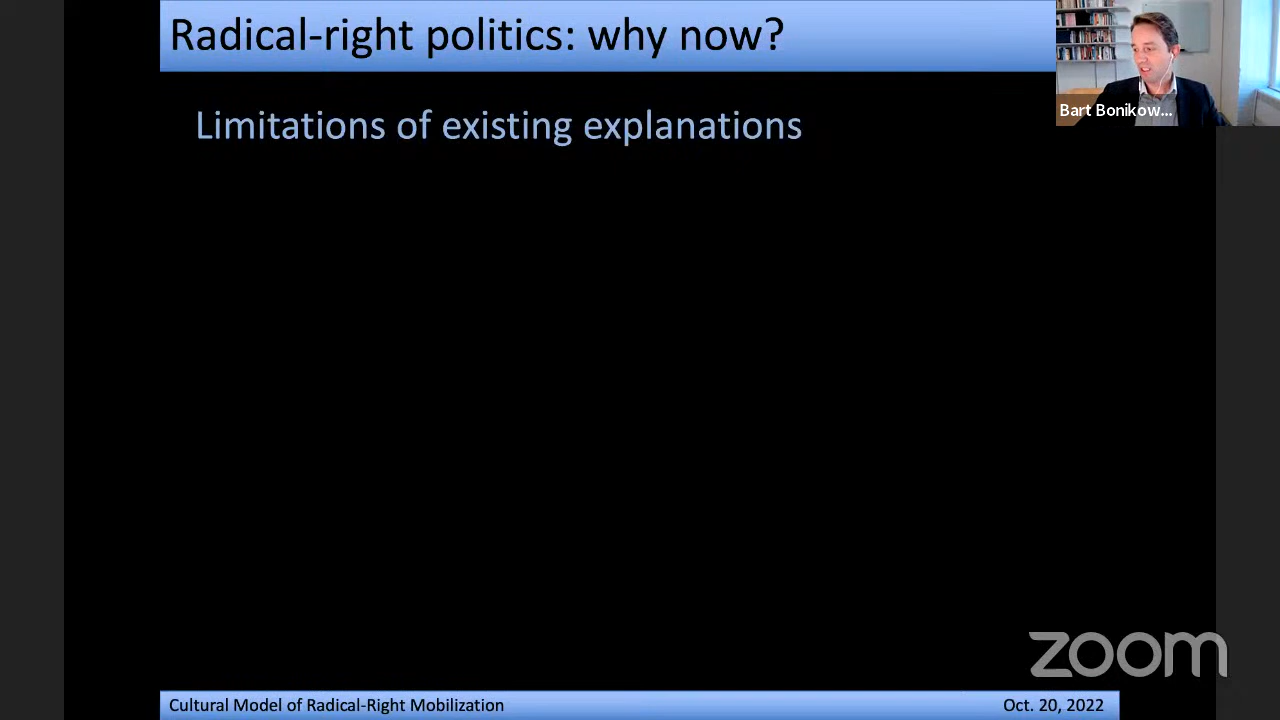 Radical-right politics: why now?
Bart Bonikow...
Limitations of existing explanations
zoom
Cultural Model of Radical-Right Mobilization
Oct. 20, 2022